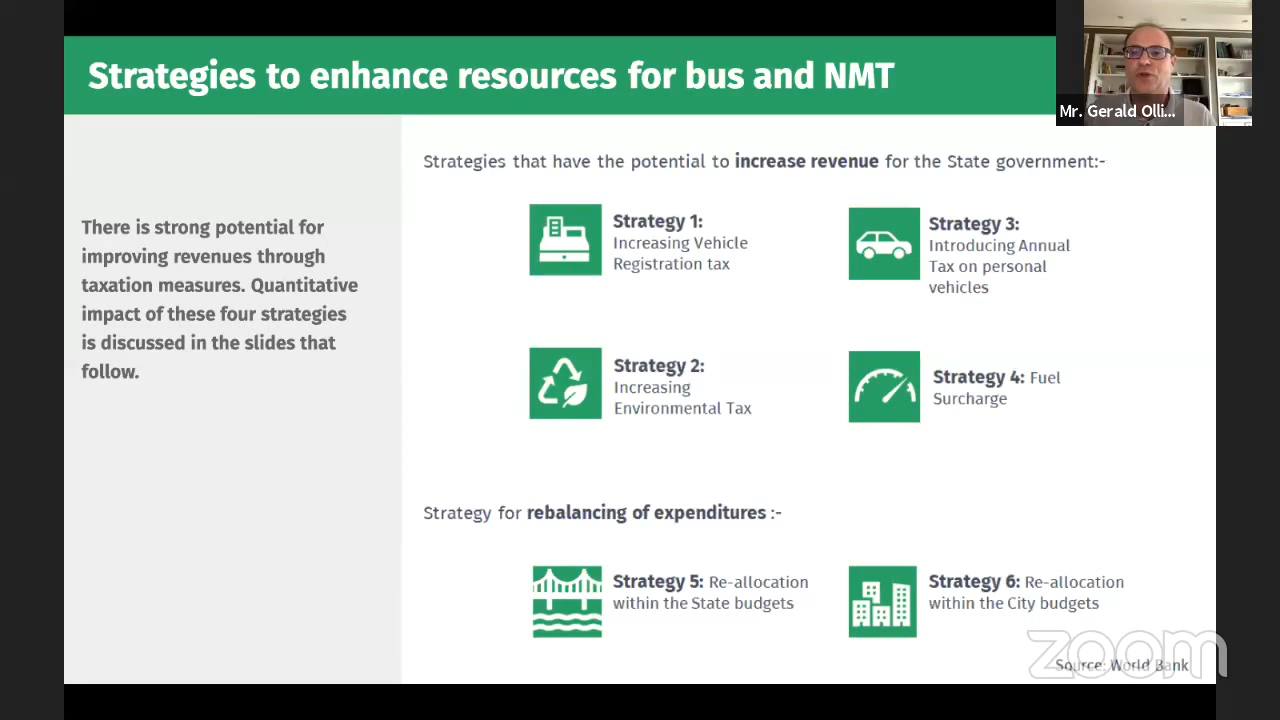 Strategies to enhance resources for bus and NMT
Mr. Gerald Olli...
There is strong potential for
improving revenues through
taxation measures. Quantitative
impact of these four strategies
is discussed in the slides that
follow.
Strategies that have the potential to increase revenue for the State government:-
Strategy 1:
Increasing Vehicle
Registration tax
Strategy 3:
Introducing Annual
Tax on personal
vehicles
Strategy 2:
Increasing
Environmental Tax
Strategy 4: Fuel
Surcharge
Strategy for rebalancing of expenditures :-
Strategy 5: Re-allocation
within the State budgets
Strategy 6: Re-allocation
within the City budgets
zoom
Source: World Bank